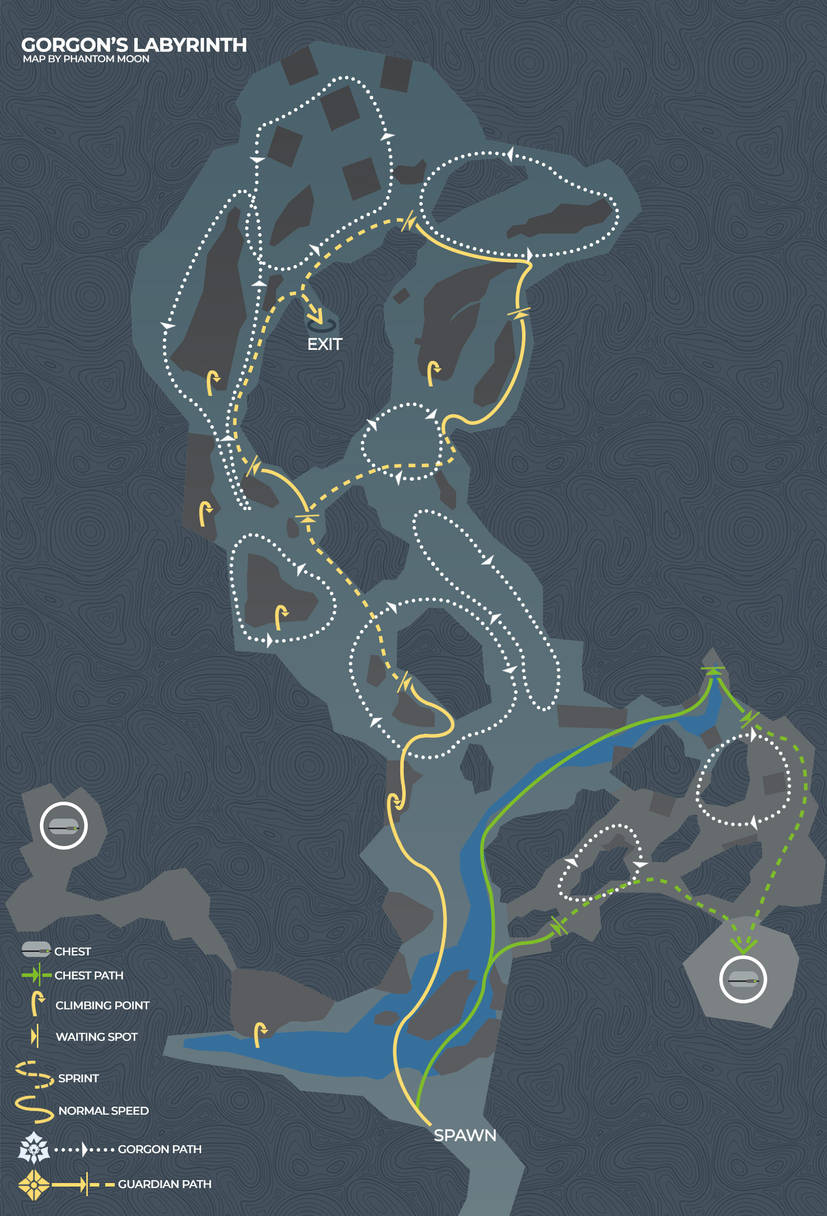 GORGON'S LABYRINTH
MAP BY PHANTOM MOON
EXIT
SPAWN
CHEST
CHEST PATH
CLIMBING POINT
WAITING SPOT
SPRINT
NORMAL SPEED
GORGON PATH
GUARDIAN PATH